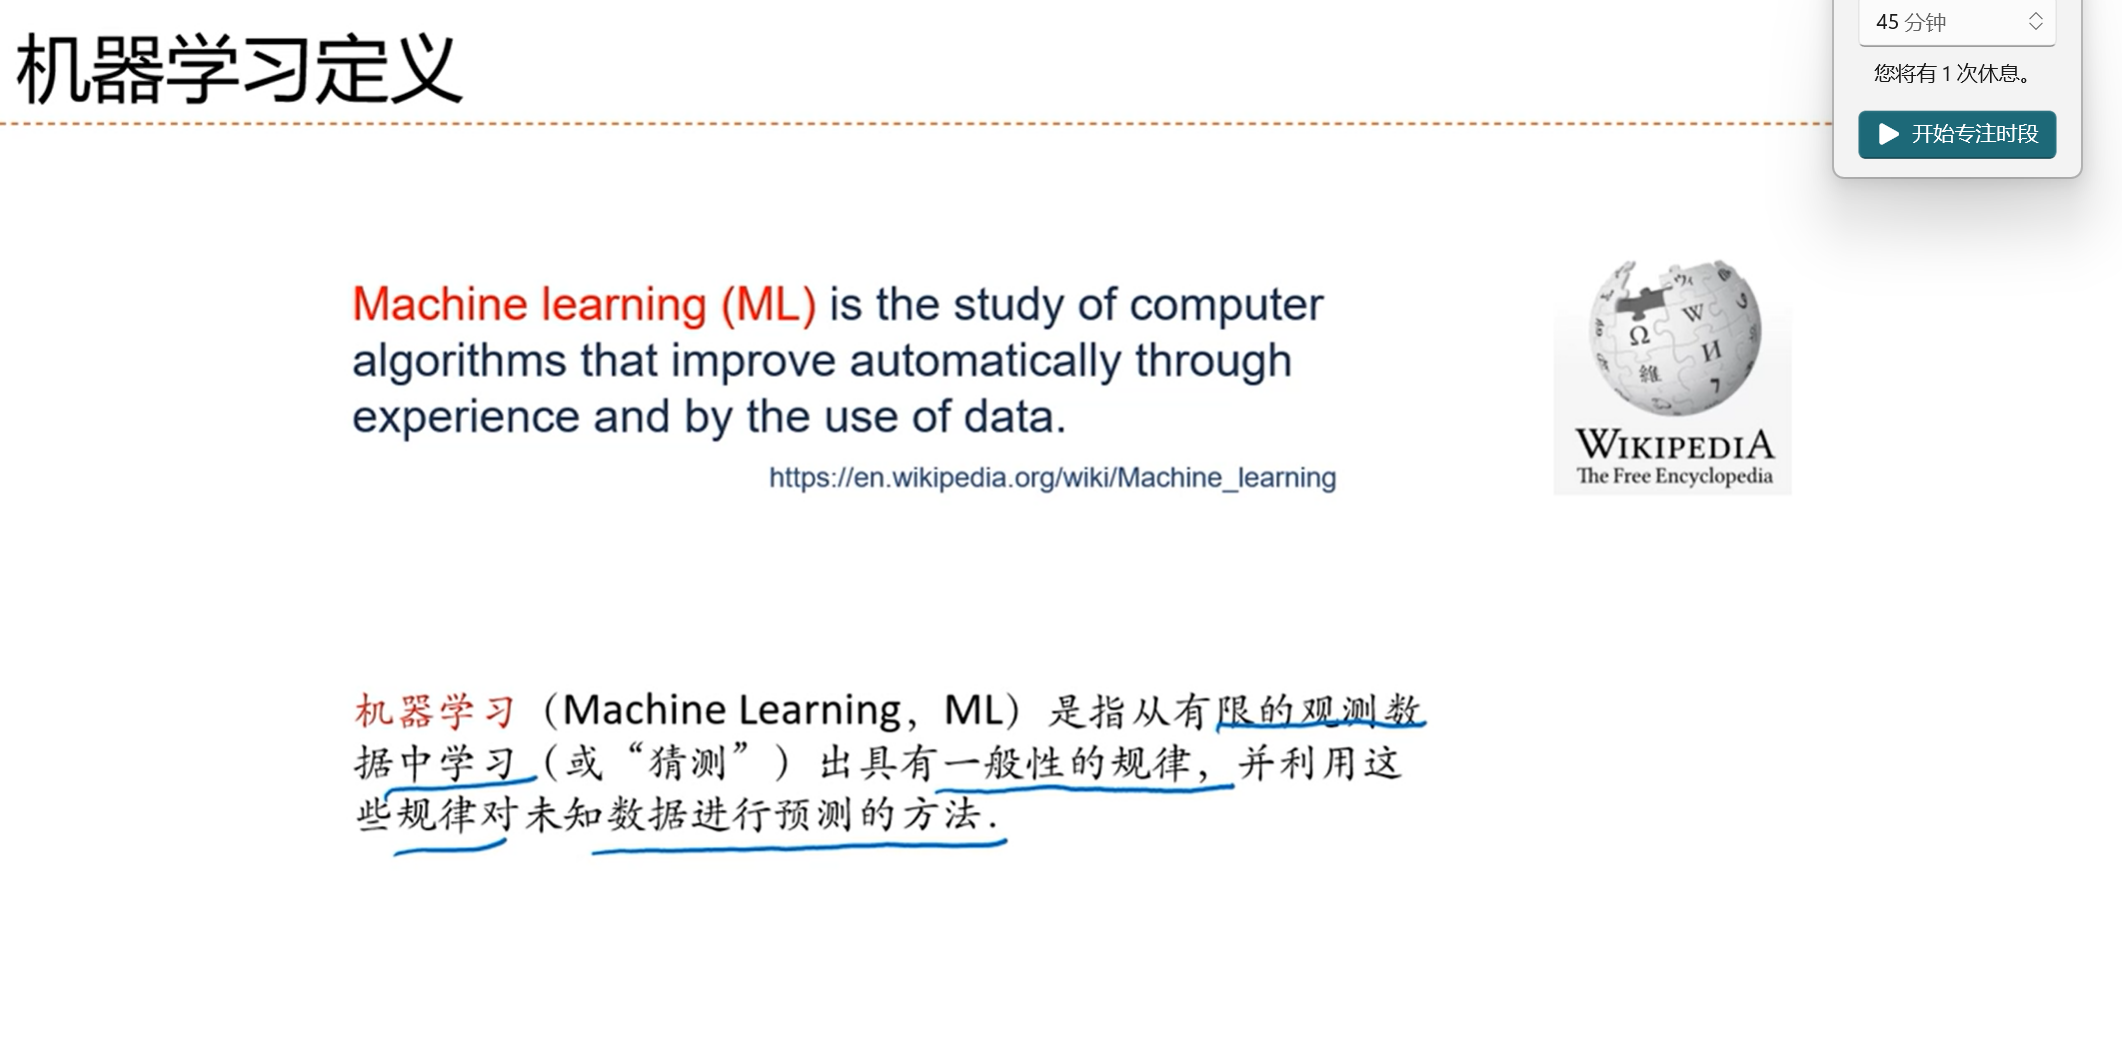 机器学习定义
45 分钟
您将有 1 次休息。
开始专注时段
Machine learning (ML) is the study of computer
algorithms that improve automatically through
experience and by the use of data.
https://en.wikipedia.org/wiki/Machine_learning
Ω
W
И
維
WIKIPEDIA
The Free Encyclopedia
机器学习（Machine Learning，ML）是指从有限的观测数
据中学习（或“猜测”）出具有一般性的规律，并利用这
些规律对未知数据进行预测的方法.